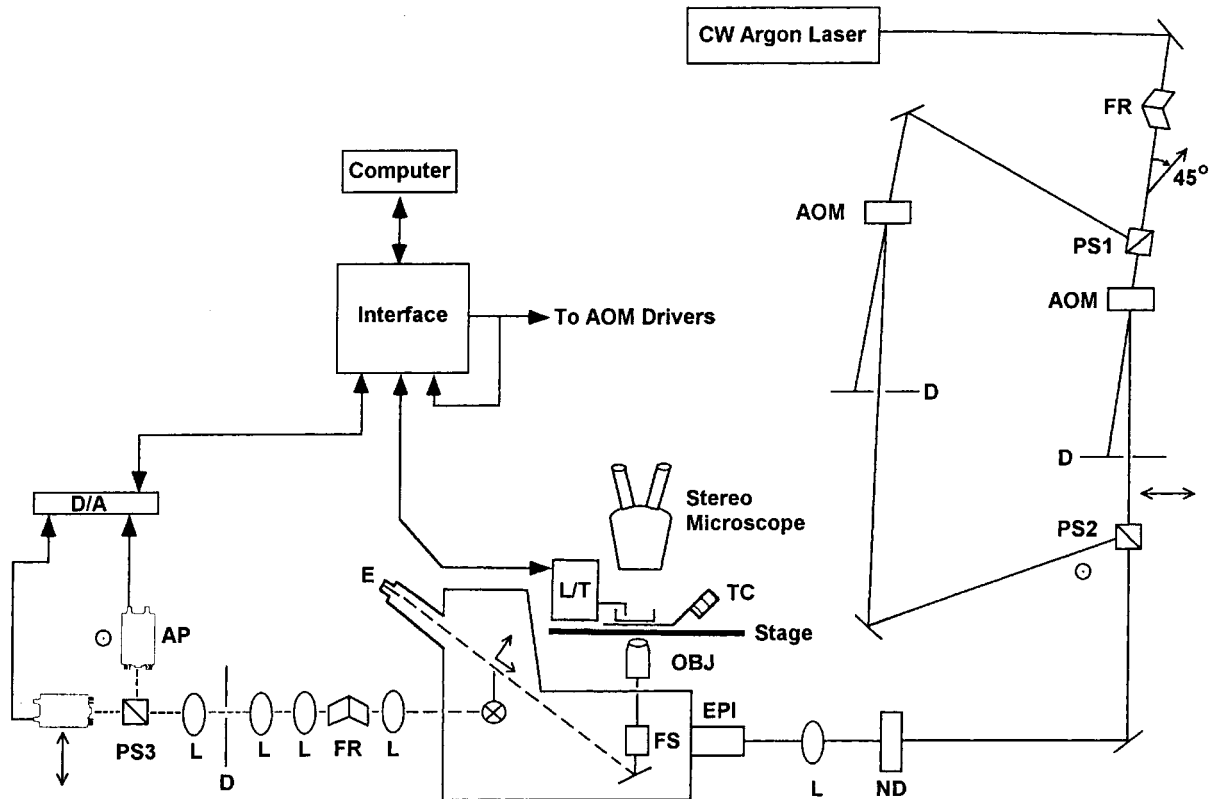 CW Argon Laser
FR
45°
AOM
PS1
AOM
D
D
PS2
Computer
Interface
To AOM Drivers
D/A
Stereo
Microscope
L/T
TC
Stage
OBJ
E
AP
EPI
FS
PS3
L
D
L
L
FR
L
L
ND